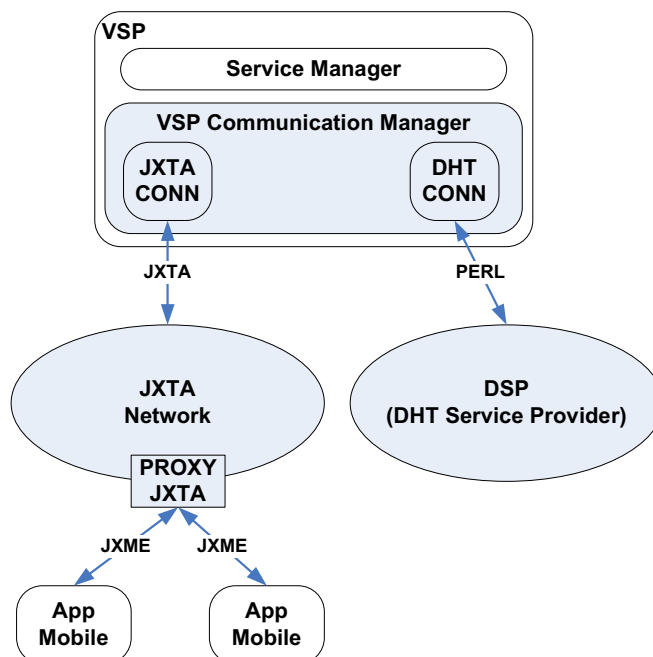 VSP
Service Manager
VSP Communication Manager
JXTA
CONN
DHT
CONN
JXTA
PERL
JXTA
Network
DSP
(DHT Service Provider)
PROXY
JXTA
JXME
JXME
App
Mobile
App
Mobile